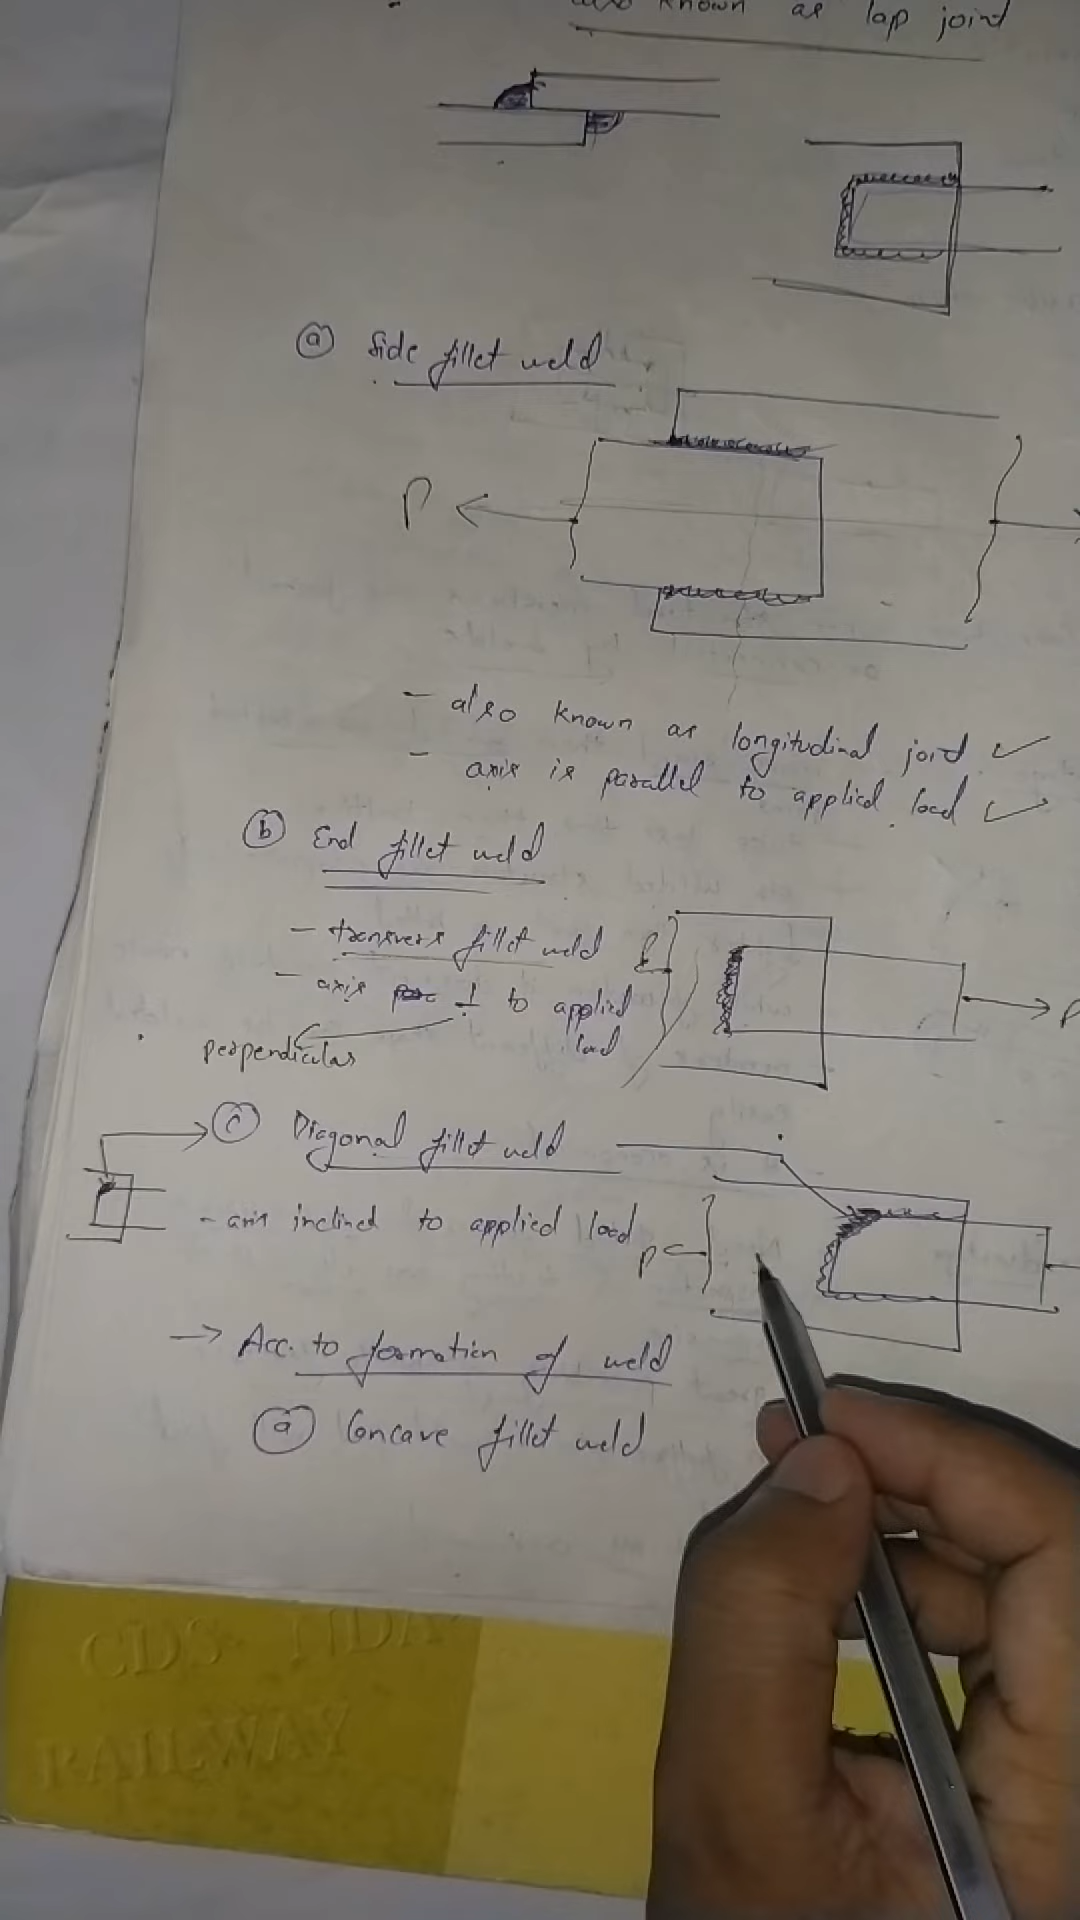 also known as lap joint
(a) Side fillet weld
P
- also known as longitudinal joint
- axis is parallel to applied load
(b) End fillet weld
- transvers fillet weld
P
- axis ⊥ to applied load
P
perpendicular
(c) Diagonal fillet weld
- axis inclined to applied load
P
→ Acc. to formation of weld
(a) Concave fillet weld
CDS NDA
RAILWAY